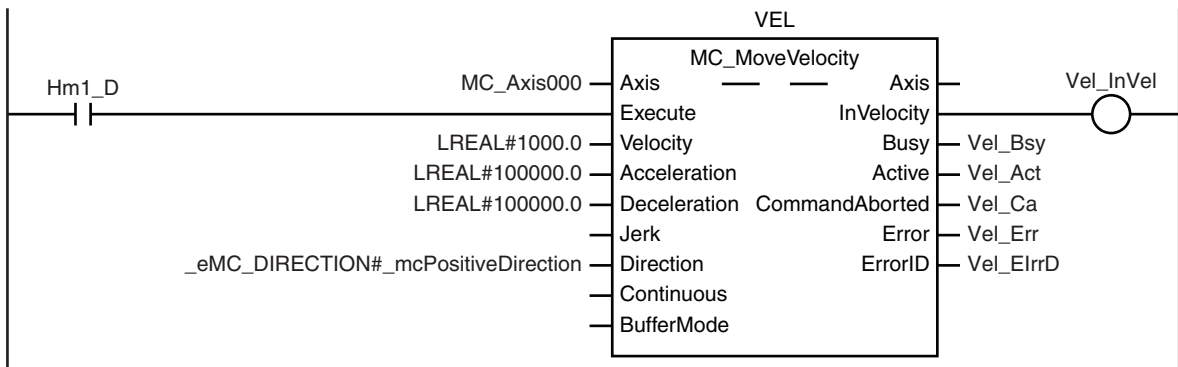 VEL
MC_MoveVelocity
Hm1_D
MC_Axis000 Axis Axis Vel_InVel
Execute InVelocity
LREAL#1000.0 Velocity Busy Vel_Bsy
LREAL#100000.0 Acceleration Active Vel_Act
LREAL#100000.0 Deceleration CommandAborted Vel_Ca
Jerk Error Vel_Err
_eMC_DIRECTION#_mcPositiveDirection Direction ErrorID Vel_EIrrD
Continuous
BufferMode